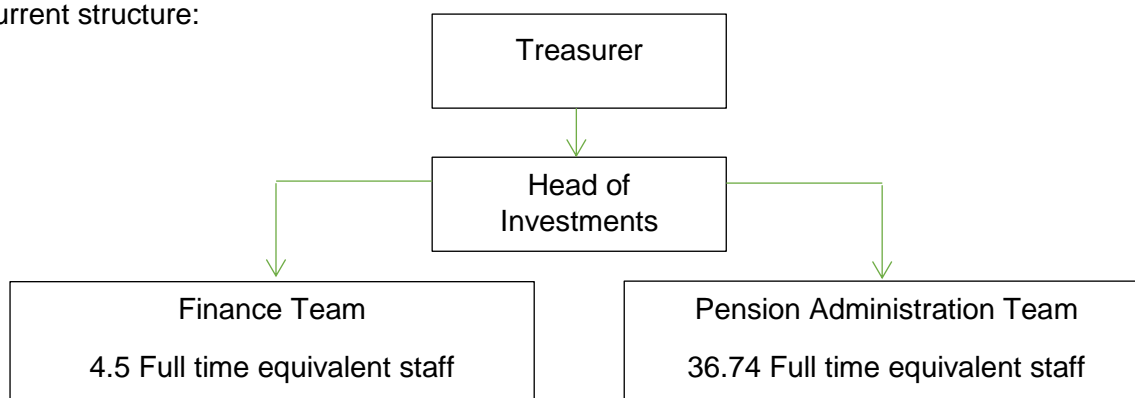 urrent structure:
Treasurer
Head of
Investments
Finance Team
4.5 Full time equivalent staff
Pension Administration Team
36.74 Full time equivalent staff